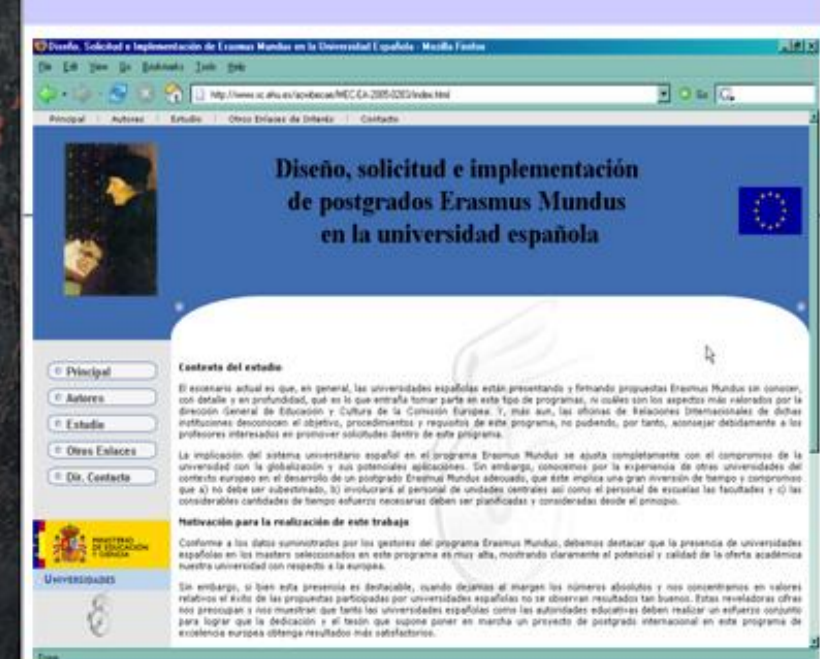 Diseño, Solicitud e Implementación de Erasmus Mundus en la Universidad Española - Mozilla Firefox
File Edit View Go Bookmarks Tools Help
Go
Principal | Autores | Estudio | Otros Enlaces de Interés | Contacto
Diseño, solicitud e implementación
de postgrados Erasmus Mundus
en la universidad española
Principal
Autores
Estudio
Otros Enlaces
Dir. Contacto
MINISTERIO
DE EDUCACIÓN
Y CIENCIA
UNIVERSIDADES
Contexto del estudio
El escenario actual es que, en general, las universidades españolas están presentando y firmando propuestas Erasmus Mundus sin conocer,
con detalle y en profundidad, qué es lo que entraña tomar parte en este tipo de programas, ni cuáles son los aspectos más valorados por la
dirección General de Educación y Cultura de la Comisión Europea. Y, más aun, las oficinas de Relaciones Internacionales de dichas
instituciones desconocen el objetivo, procedimientos y requisitos de este programa, no pudiendo, por tanto, aconsejar debidamente a los
profesores interesados en promover solicitudes dentro de este programa.
La implicación del sistema universitario español en el programa Erasmus Mundus se ajusta completamente con el compromiso de la
universidad con la globalización y sus potenciales aplicaciones. Sin embargo, conocemos por la experiencia de otras universidades del
contexto europeo en el desarrollo de un postgrado Erasmus Mundus adecuado, que éste implica una gran inversión de tiempo y compromiso
que a) no debe ser subestimado, b) involucrará al personal de unidades centrales así como el personal de escuelas las facultades y c) las
considerables cantidades de tiempo esfuerzo necesarias deben ser planificadas y consideradas desde el principio.
Motivación para la realización de este trabajo
Conforme a los datos suministrados por los gestores del programa Erasmus Mundus, debemos destacar que la presencia de universidades
españolas en los masters seleccionados en este programa es muy alta, mostrando claramente el potencial y calidad de la oferta académica
nuestra universidad con respecto a la europea.
Sin embargo, si bien esta presencia es destacable, cuando dejamos al margen los números absolutos y nos concentramos en valores
relativos el éxito de las propuestas participadas por universidades españolas no se observan resultados tan buenos. Estas reveladoras cifras
nos preocupan y nos muestran que tanto las universidades españolas como las autoridades educativas deben realizar un esfuerzo conjunto
para lograr que la dedicación y el tesón que supone poner en marcha un proyecto de postgrado internacional en este programa de
excelencia europea obtenga resultados más satisfactorios.